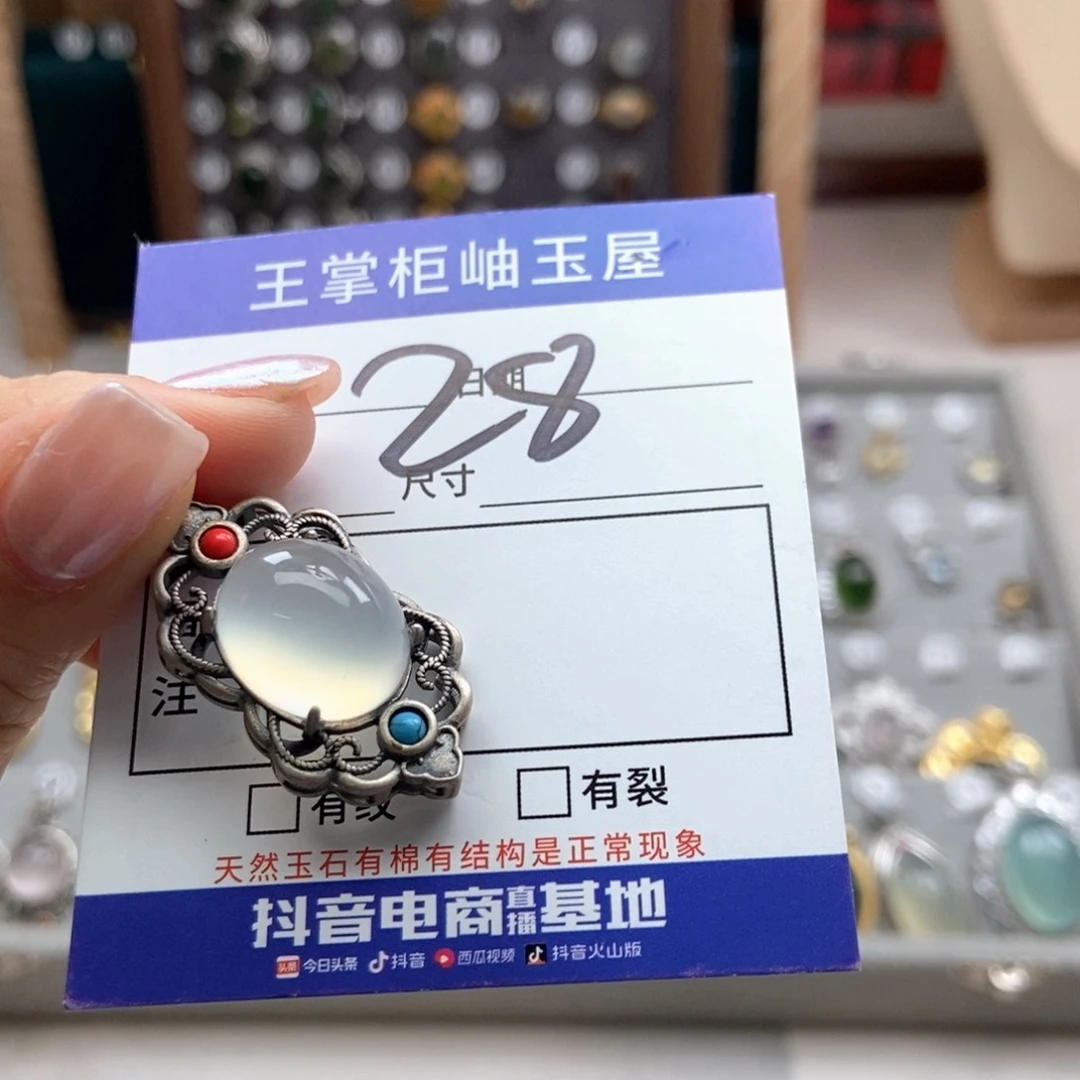 王掌柜岫玉屋
28
尺寸
注
有纹
有裂
天然玉石有棉有结构是正常现象
抖音电商直播基地
头条 今日头条 抖音 西瓜视频 抖音火山版